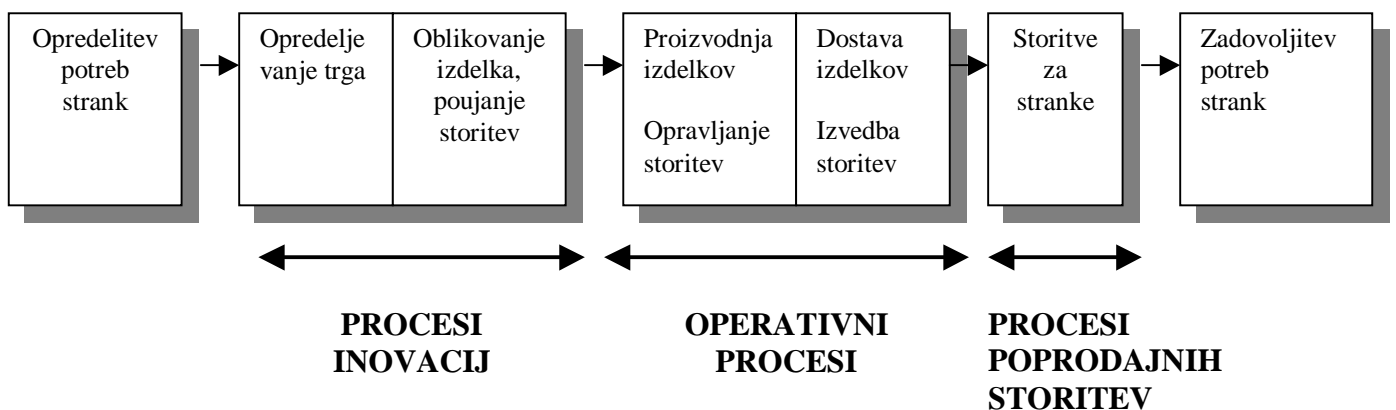 Opredelitev
potreb
strank
Opredelje
vanje trga
Oblikovanje
izdelka,
poujanje
storitev
Proizvodnja
izdelkov
Opravljanje
storitev
Dostava
izdelkov
Izvedba
storitev
Storitve
za
stranke
Zadovoljitev
potreb
strank
PROCESI
INOVACIJ
OPERATIVNI
PROCESI
PROCESI
POPRODAJNIH
STORITEV